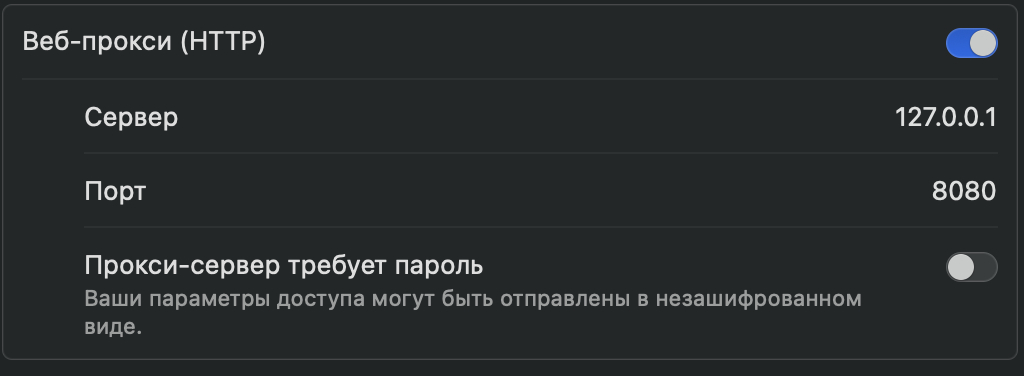 Веб-прокси (HTTP)
Сервер 127.0.0.1
Порт 8080
Прокси-сервер требует пароль
Ваши параметры доступа могут быть отправлены в незашифрованном
виде.